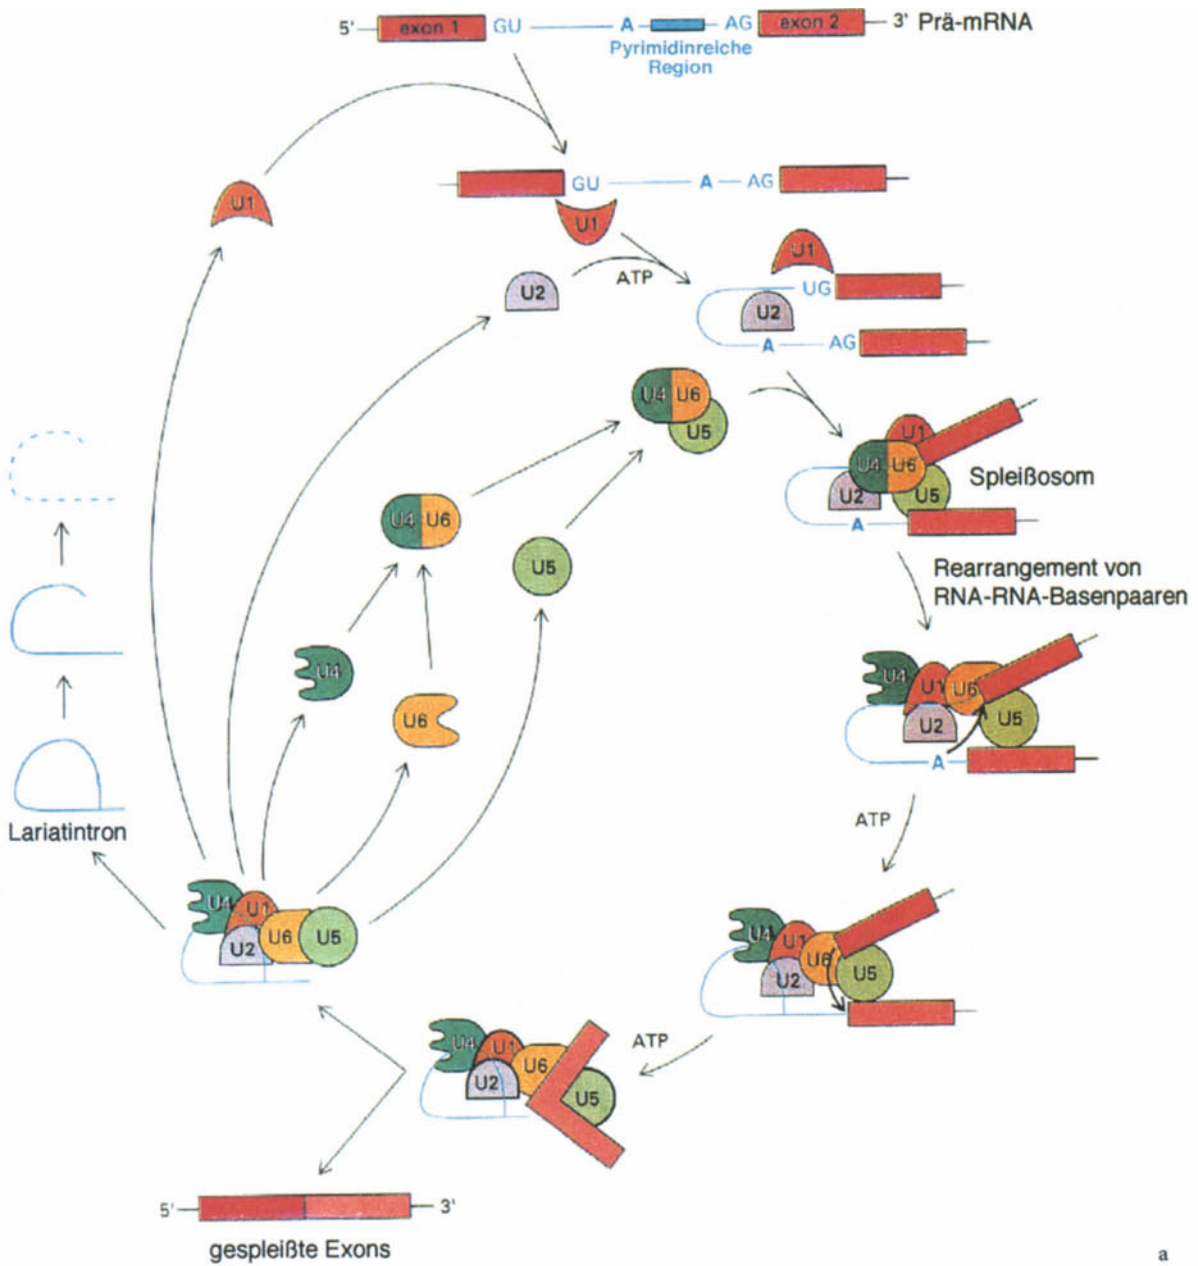 5' exon 1 GU A AG exon 2 3' Prä-mRNA
Pyrimidinreiche
Region
GU A AG
U1
U1
U1
ATP
U2
UG
U2
A AG
U4 U6
U5
U1
U4 U6
U2 U5
A
Spleißosom
U4 U6
U5
Rearrangement von
RNA-RNA-Basenpaaren
U4
U6
U4 U1 U6
U2 U5
A
ATP
Lariatintron
U4 U1
U2 U6 U5
U4 U1 U6
U2 U5
ATP
U4 U1 U6
U2 U5
5' 3'
gespleißte Exons
a